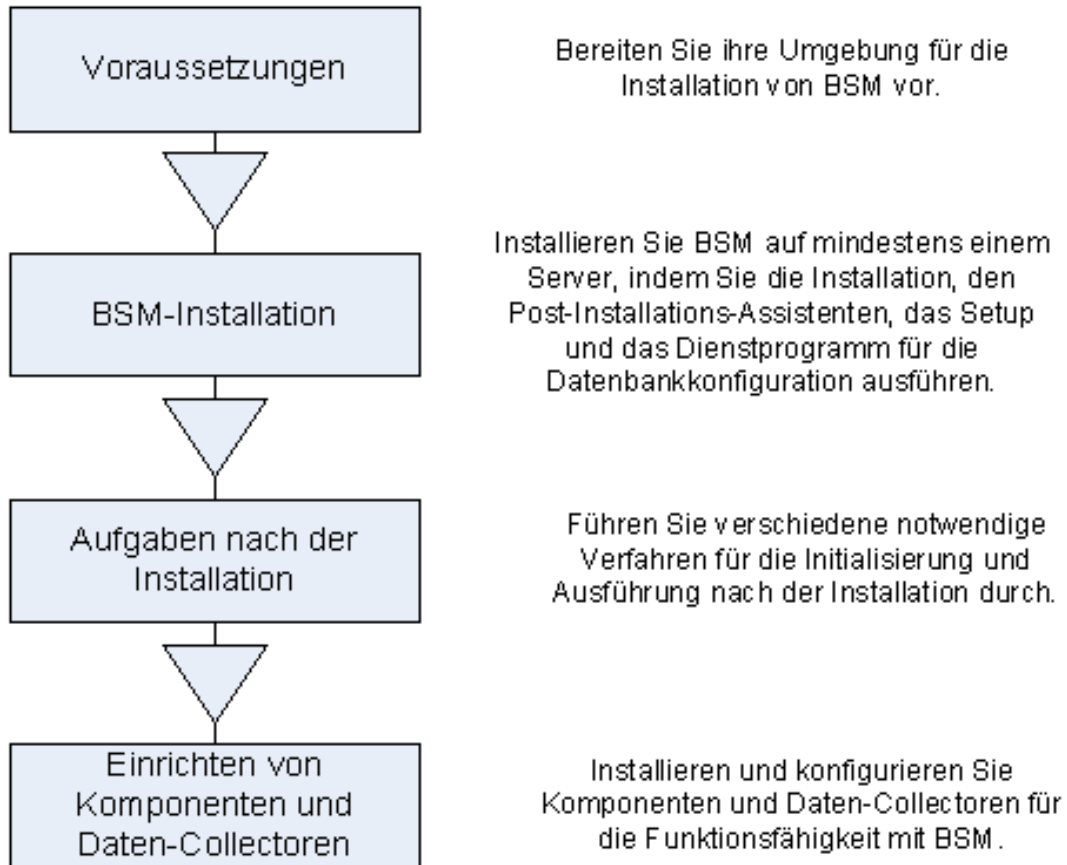 Voraussetzungen
Bereiten Sie ihre Umgebung für die
Installation von BSM vor.
BSM-Installation
Installieren Sie BSM auf mindestens einem
Server, indem Sie die Installation, den
Post-Installations-Assistenten, das Setup
und das Dienstprogramm für die
Datenbankkonfiguration ausführen.
Aufgaben nach der
Installation
Führen Sie verschiedene notwendige
Verfahren für die Initialisierung und
Ausführung nach der Installation durch.
Einrichten von
Komponenten und
Daten-Collectoren
Installieren und konfigurieren Sie
Komponenten und Daten-Collectoren für
die Funktionsfähigkeit mit BSM.